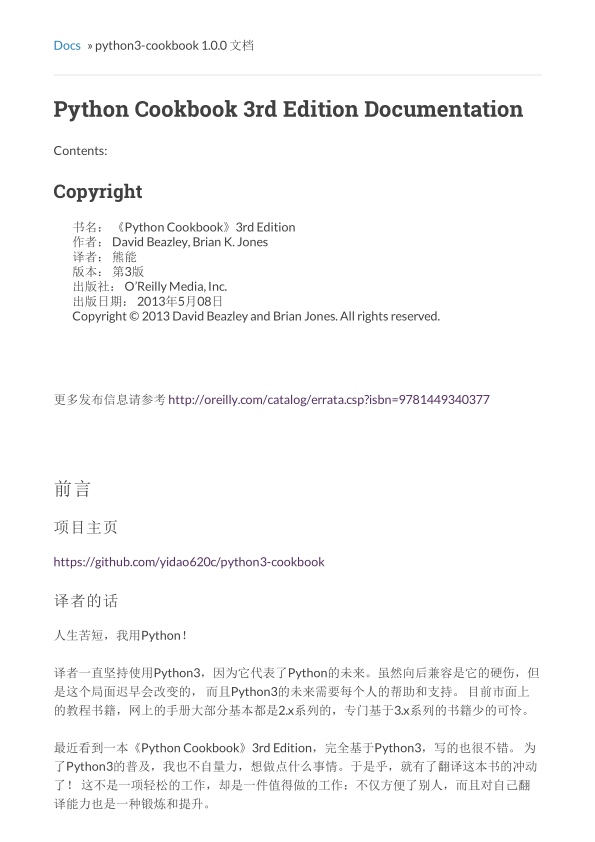 Docs » python3-cookbook 1.0.0 文档
Python Cookbook 3rd Edition Documentation
Contents:
Copyright
书名： 《Python Cookbook》3rd Edition
作者： David Beazley, Brian K. Jones
译者： 熊能
版本： 第3版
出版社： O’Reilly Media, Inc.
出版日期： 2013年5月08日
Copyright © 2013 David Beazley and Brian Jones. All rights reserved.
更多发布信息请参考 http://oreilly.com/catalog/errata.csp?isbn=9781449340377
前言
项目主页
https://github.com/yidao620c/python3-cookbook
译者的话
人生苦短，我用Python！
译者一直坚持使用Python3，因为它代表了Python的未来。虽然向后兼容是它的硬伤，但
是这个局面迟早会改变的， 而且Python3的未来需要每个人的帮助和支持。 目前市面上
的教程书籍，网上的手册大部分基本都是2.x系列的，专门基于3.x系列的书籍少的可怜。
最近看到一本《Python Cookbook》3rd Edition，完全基于Python3，写的也很不错。 为
了Python3的普及，我也不自量力，想做点什么事情。于是乎，就有了翻译这本书的冲动
了！ 这不是一项轻松的工作，却是一件值得做的工作：不仅方便了别人，而且对自己翻
译能力也是一种锻炼和提升。